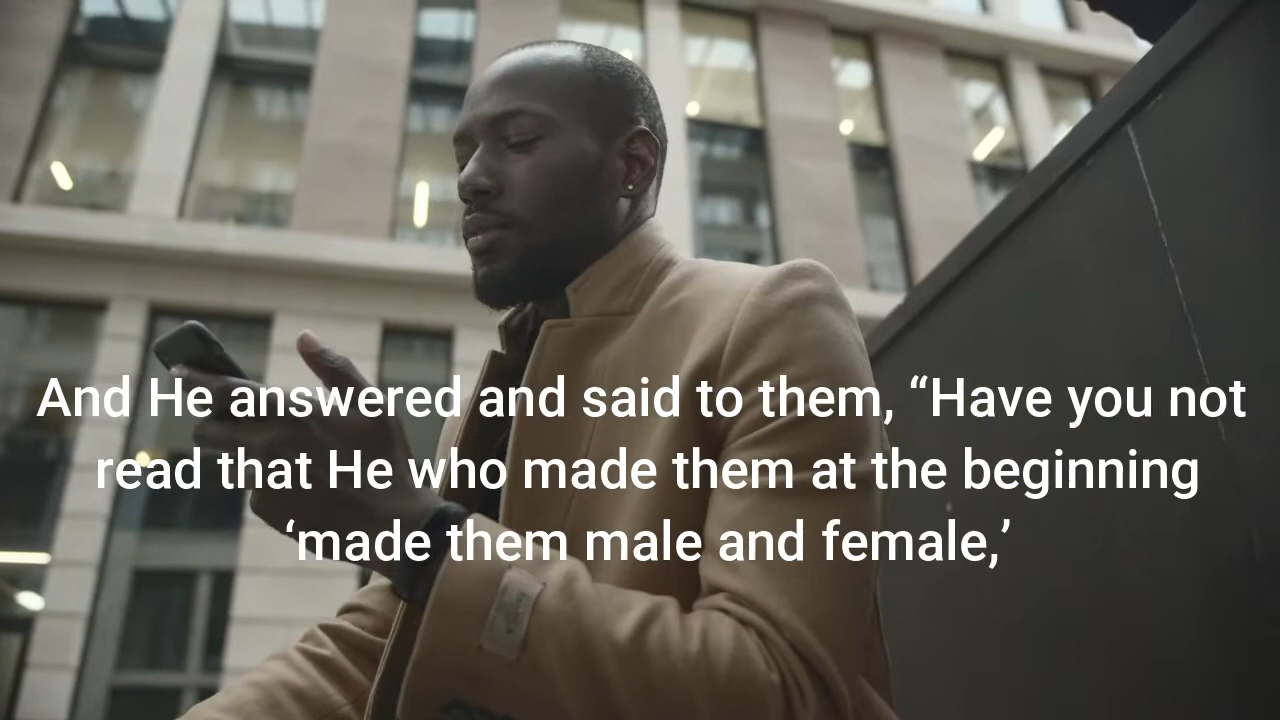 And He answered and said to them, “Have you not
read that He who made them at the beginning
‘made them male and female,’